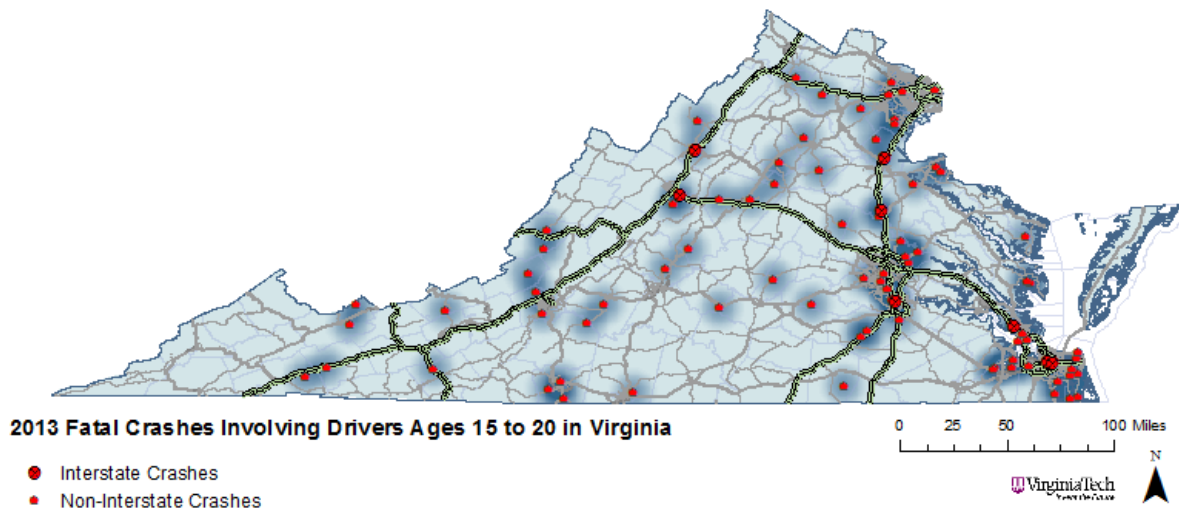 2013 Fatal Crashes Involving Drivers Ages 15 to 20 in Virginia
Interstate Crashes
Non-Interstate Crashes
0 25 50 100 Miles
VirginiaTech
N